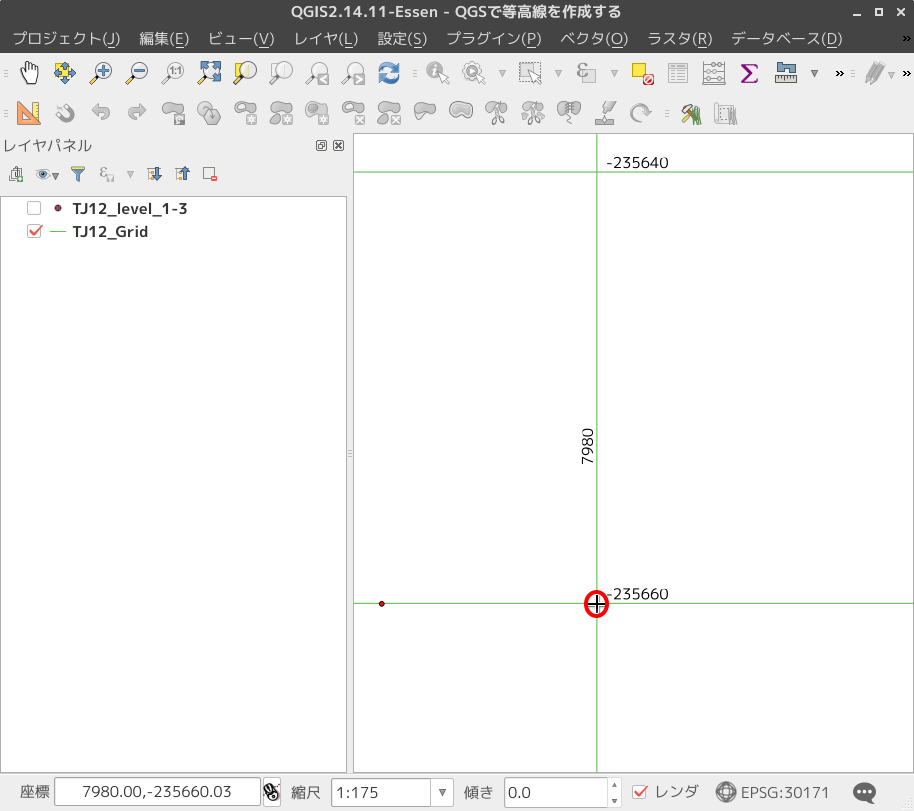 QGIS2.14.11-Essen - QGSで等高線を作成する
プロジェクト(J) 編集(E) ビュー(V) レイヤ(L) 設定(S) プラグイン(P) ベクタ(O) ラスタ(R) データベース(D) »
1:1 ε Σ » »
レイヤパネル
ε
TJ12_level_1-3
TJ12_Grid
-235640
7980
-235660
座標 7980.00,-235660.03 縮尺 1:175 傾き 0.0 レンダ EPSG:30171